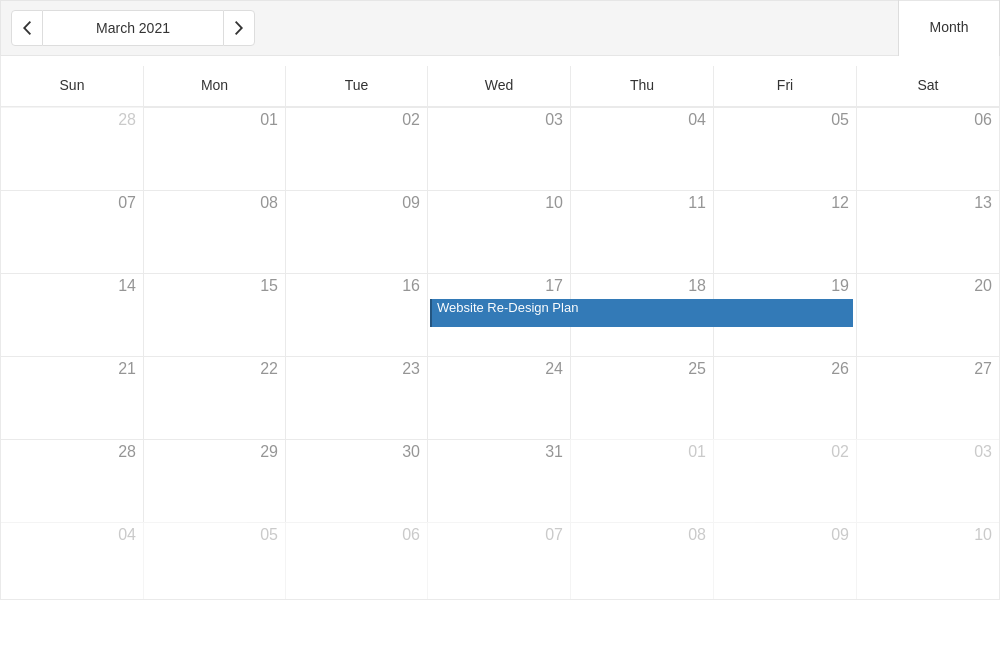 March 2021 Month
Sun Mon Tue Wed Thu Fri Sat
28 01 02 03 04 05 06
07 08 09 10 11 12 13
14 15 16 17 18 19 20
Website Re-Design Plan
21 22 23 24 25 26 27
28 29 30 31 01 02 03
04 05 06 07 08 09 10